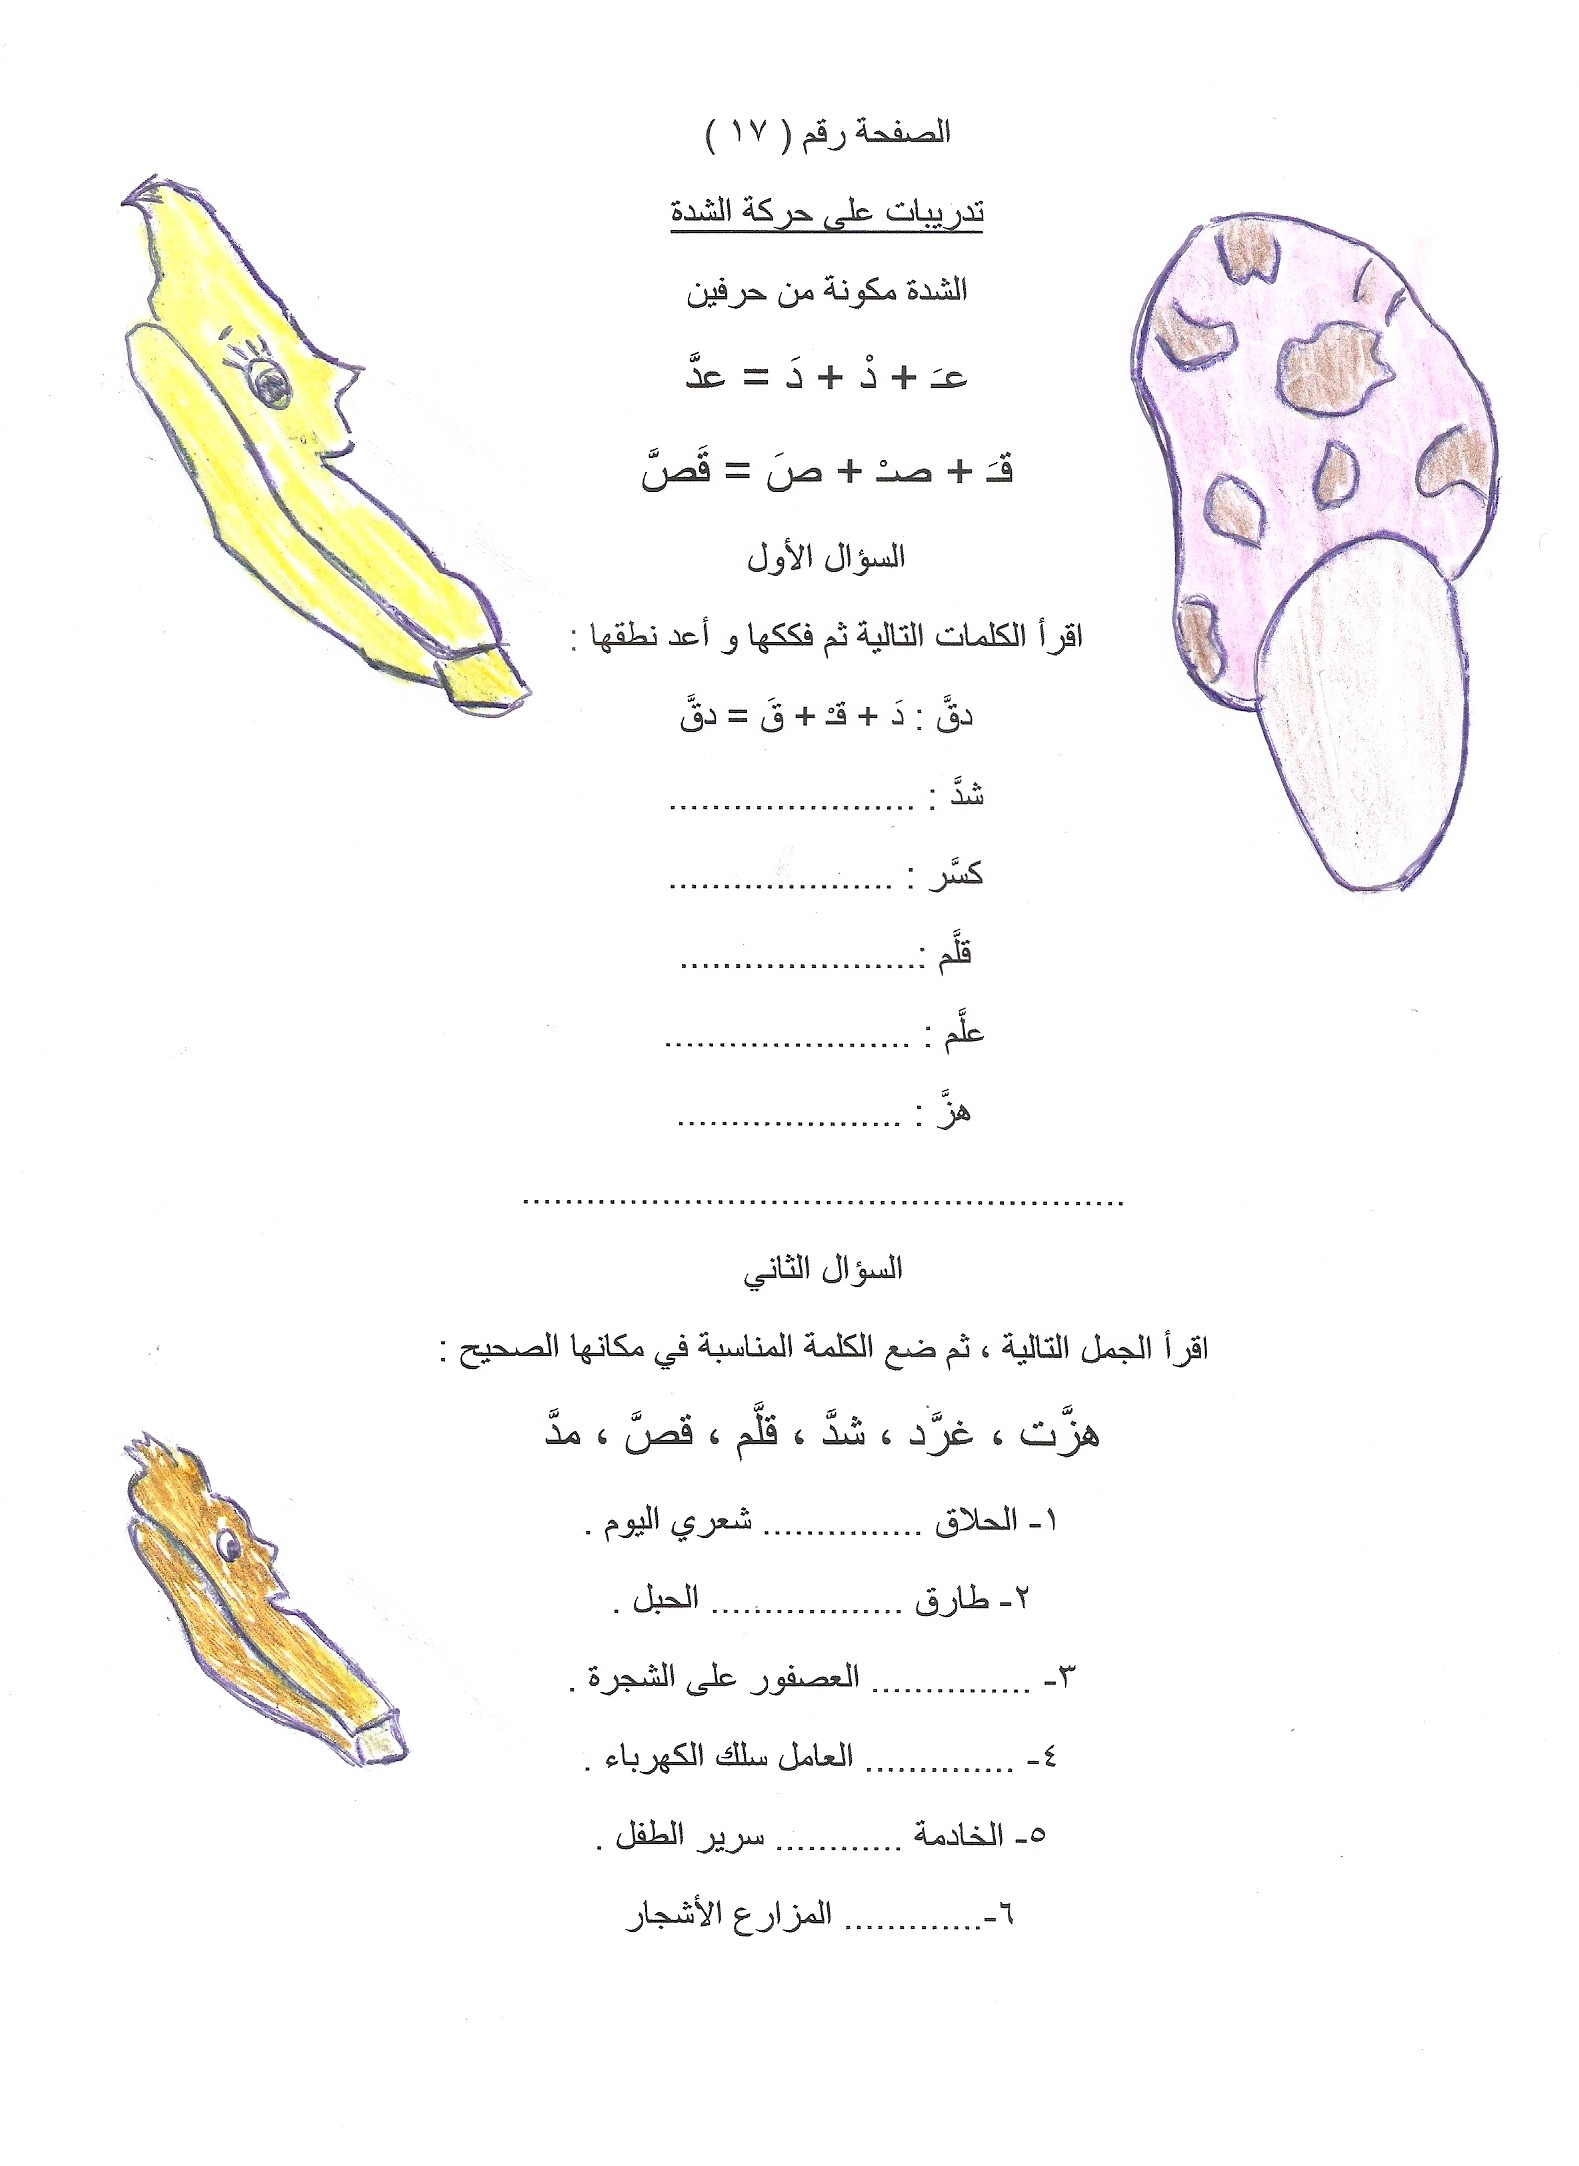 الصفحة رقم ( ١٧ )
تدريبات على حركة الشدة
الشدة مكونة من حرفين
عـَ + دْ + دَ = عدَّ
قـَ + صـْ + صَ = قَصَّ
السؤال الأول
اقرأ الكلمات التالية ثم فككها و أعد نطقها :
دقَّ : دَ + قـْ + قَ = دقَّ
شدَّ : .......................
كسَّر : .....................
قلَّم :......................
علَّم : .......................
هزَّ : .....................
.........................................................
السؤال الثاني
اقرأ الجمل التالية ، ثم ضع الكلمة المناسبة في مكانها الصحيح :
هزَّت ، غرَّد ، شدَّ ، قلَّم ، قصَّ ، مدَّ
١- الحلاق ............... شعري اليوم .
٢- طارق .................. الحبل .
٣- ............... العصفور على الشجرة .
٤- .............. العامل سلك الكهرباء .
٥- الخادمة ............ سرير الطفل .
٦-............. المزارع الأشجار